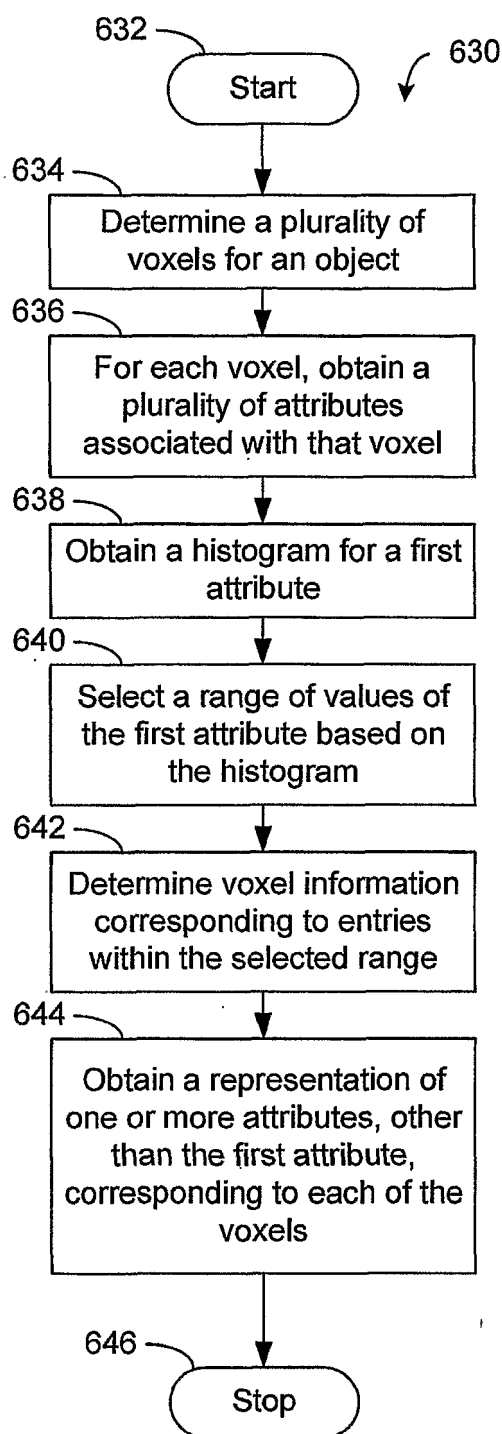 632
630
Start
634
Determine a plurality of
voxels for an object
636
For each voxel, obtain a
plurality of attributes
associated with that voxel
638
Obtain a histogram for a first
attribute
640
Select a range of values of
the first attribute based on
the histogram
642
Determine voxel information
corresponding to entries
within the selected range
644
Obtain a representation of
one or more attributes, other
than the first attribute,
corresponding to each of the
voxels
646
Stop